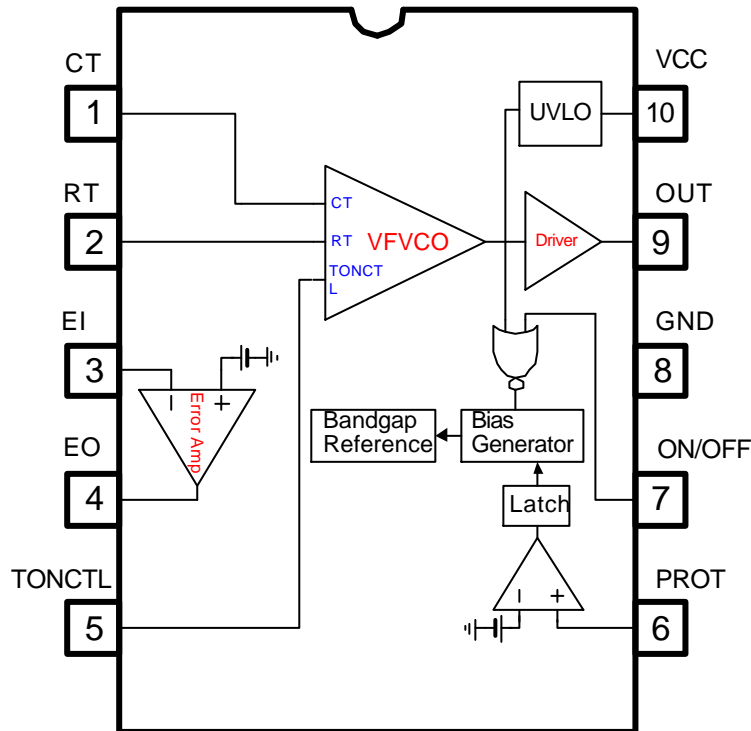 CT
VCC
1
UVLO
10
RT
OUT
CT
2
RT
VFVCO
Driver
9
TONCT
L
EI
GND
3
8
− +
Error Amp
EO
Bandgap
Reference
Bias
Generator
ON/OFF
4
Latch
7
TONCTL
PROT
− +
5
6